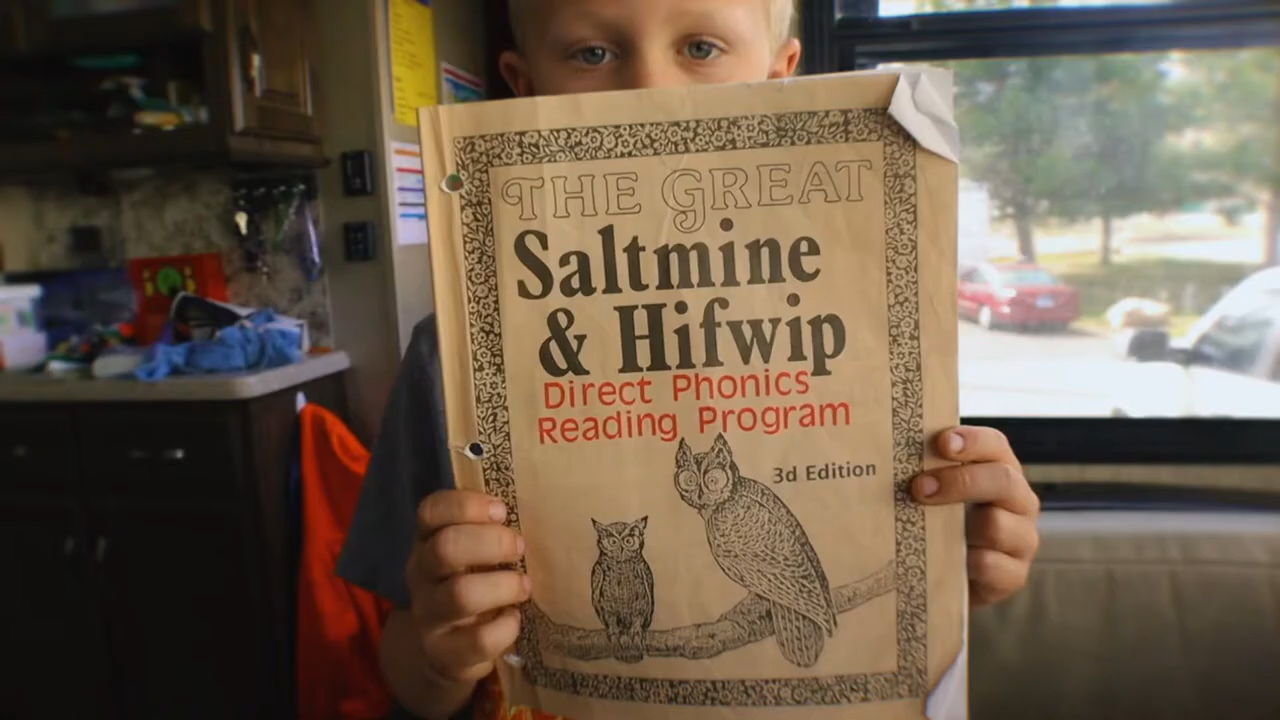 THE GREAT
Saltmine
& Hifwip
Direct Phonics
Reading Program
3d Edition